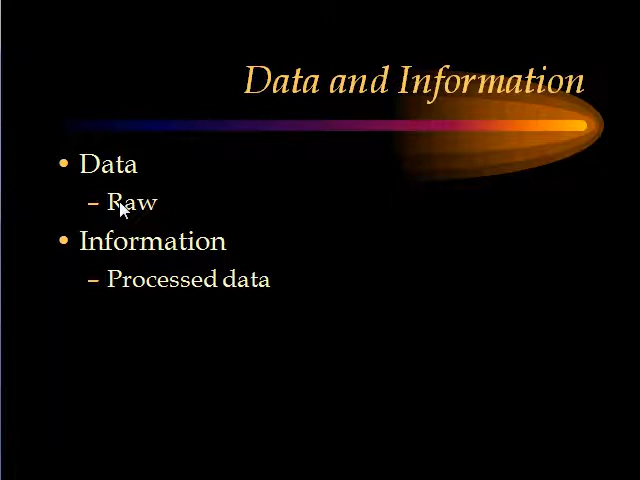 Data and Information
• Data
– Raw
• Information
– Processed data